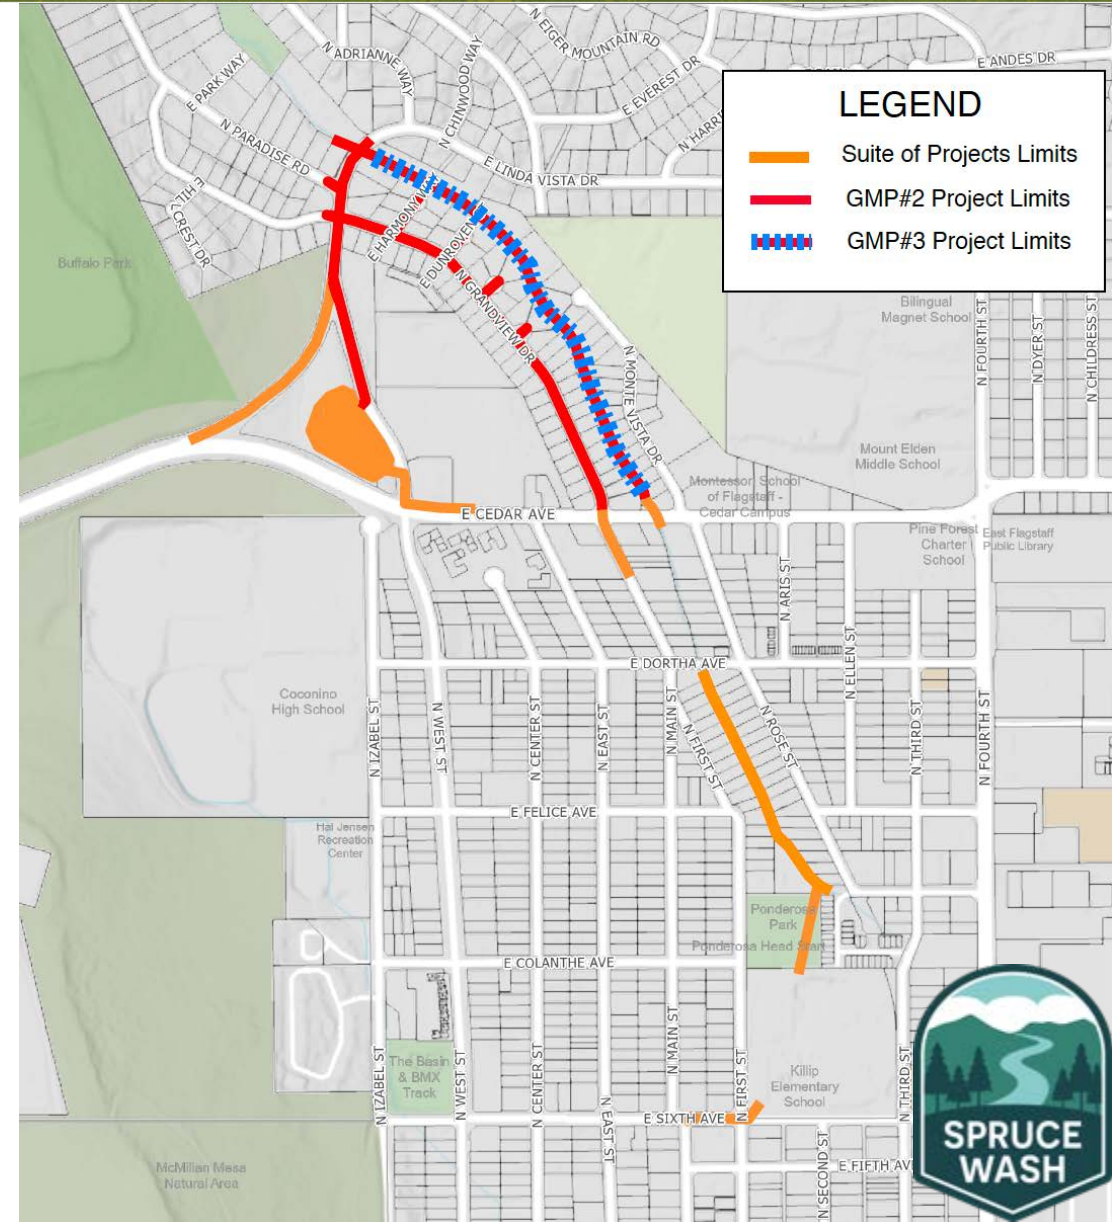 N EIGER MOUNTAIN RD
N ADRIANNE WAY
N CHINWOOD WAY
E ANDES DR
E PARK WAY
E EVEREST DR
LEGEND
Suite of Projects Limits
GMP#2 Project Limits
GMP#3 Project Limits
N PARADISE RD
E LINDA VISTA DR
E HARMONY WAY
Buffalo Park
N GRANDVIEW DR
Bilingual
Magnet School
N FOURTH ST
N DYER ST
N CHILDRESS ST
N MONTE VISTA DR
Mount Elden
Middle School
Montessori School
of Flagstaff -
Cedar Campus
E CEDAR AVE
Pine Forest
Charter
School
East Flagstaff
Public Library
N ARIS ST
N ELLEN ST
E DORTHA AVE
Coconino
High School
N IZABEL ST
N WEST ST
N CENTER ST
N EAST ST
N MAIN ST
N FIRST ST
N ROSE ST
N THIRD ST
N FOURTH ST
E FELICE AVE
Hal Jensen
Recreation
Center
Ponderosa
Park
Ponderosa Head Start
E COLANTHE AVE
The Basin
& BMX
Track
N IZABEL ST
N WEST ST
N CENTER ST
N EAST ST
N MAIN ST
N FIRST ST
Killip
Elementary
School
N THIRD ST
E SIXTH AVE
N SECOND ST
E FIFTH AV
McMillan Mesa
Natural Area
SPRUCE
WASH